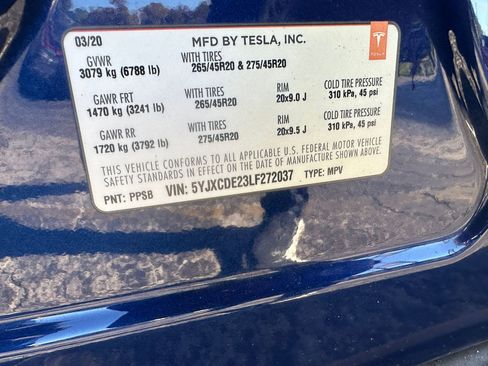 03/20 MFD BY TESLA, INC.
GVWR WITH TIRES
3079 kg (6788 lb) 265/45R20 & 275/45R20
GAWR FRT WITH TIRES RIM COLD TIRE PRESSURE
1470 kg (3241 lb) 265/45R20 20x9.0 J 310 kPa, 45 psi
GAWR RR WITH TIRES RIM COLD TIRE PRESSURE
1720 kg (3792 lb) 275/45R20 20x9.5 J 310 kPa, 45 psi
THIS VEHICLE CONFORMS TO ALL APPLICABLE U.S. FEDERAL MOTOR VEHICLE
SAFETY STANDARDS IN EFFECT ON THE DATE OF MANUFACTURE SHOWN ABOVE.
PNT: PPSB VIN: 5YJXCDE23LF272037 TYPE: MPV
TESLA